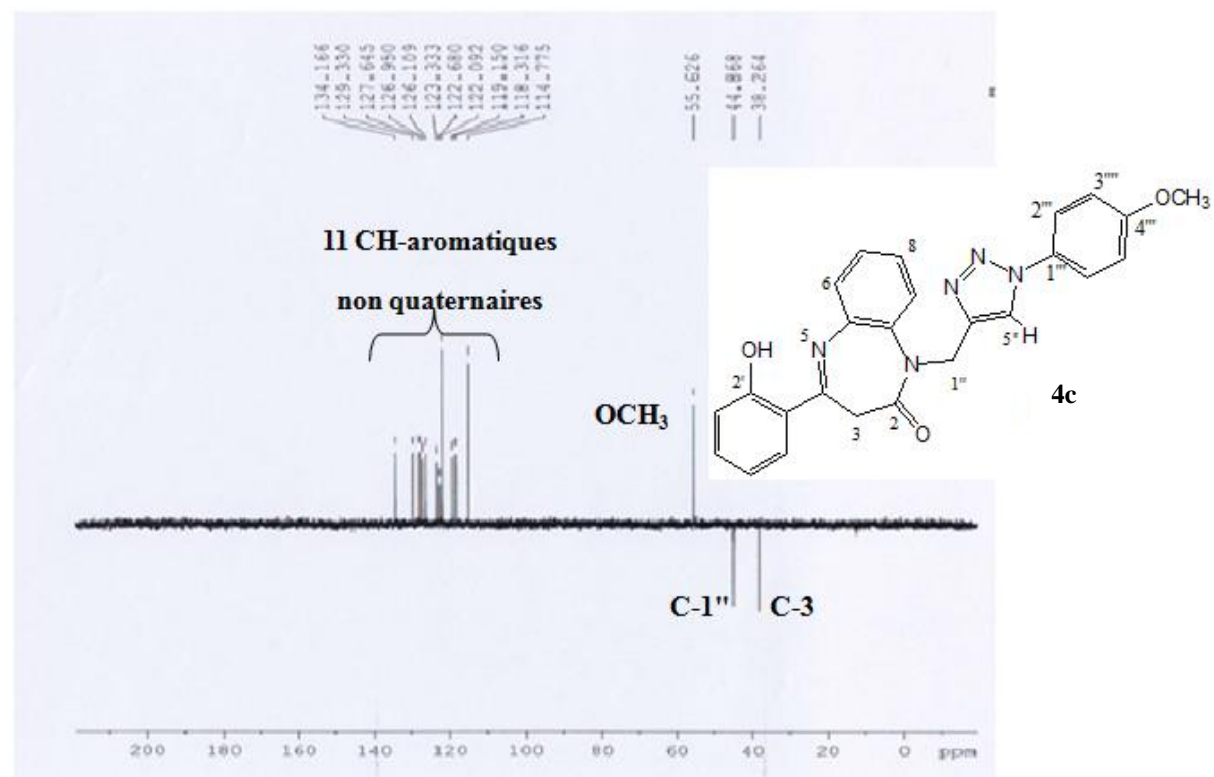 134.166
129.330
127.645
126.950
126.109
123.333
122.680
122.092
119.150
118.316
114.775
55.626
44.868
38.264
11 CH-aromatiques
non quaternaires
OCH3
C-1" C-3
3''''
2'''
OCH3
4'''
1'''
8
6
N
N
N
N
5
N
H
5"
OH
N
1"
2'
4c
2
O
3
200 180 160 140 120 100 80 60 40 20 0 ppm